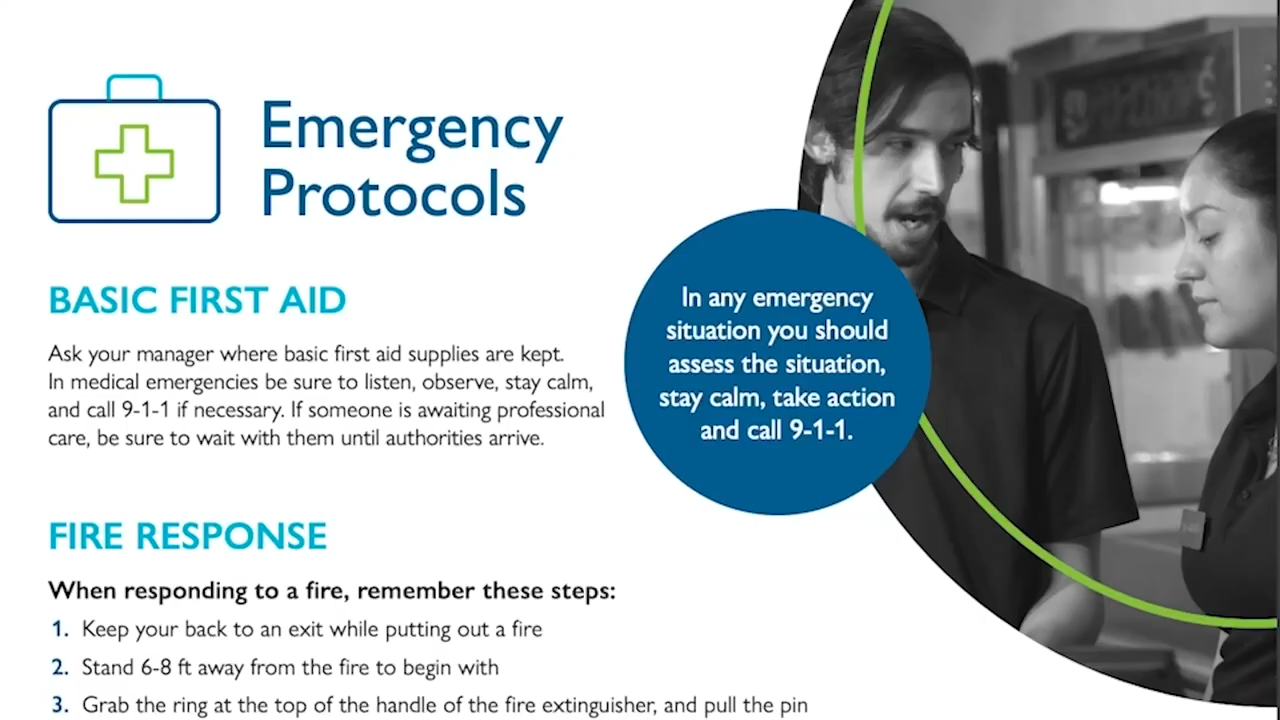 Emergency
Protocols
BASIC FIRST AID
Ask your manager where basic first aid supplies are kept.
In medical emergencies be sure to listen, observe, stay calm,
and call 9-1-1 if necessary. If someone is awaiting professional
care, be sure to wait with them until authorities arrive.
In any emergency
situation you should
assess the situation,
stay calm, take action
and call 9-1-1.
FIRE RESPONSE
When responding to a fire, remember these steps:
1. Keep your back to an exit while putting out a fire
2. Stand 6-8 ft away from the fire to begin with
3. Grab the ring at the top of the handle of the fire extinguisher, and pull the pin